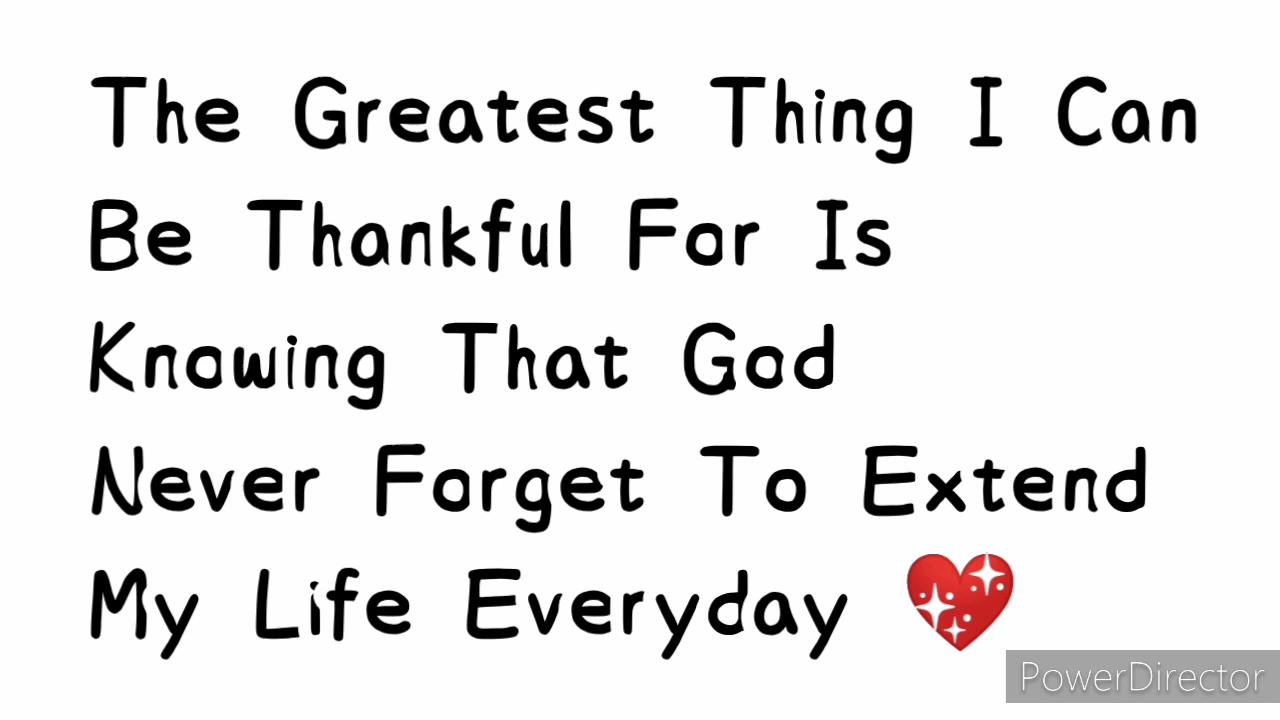 The Greatest Thing I Can
Be Thankful For Is
Knowing That God
Never Forget To Extend
My Life Everyday 💖
PowerDirector